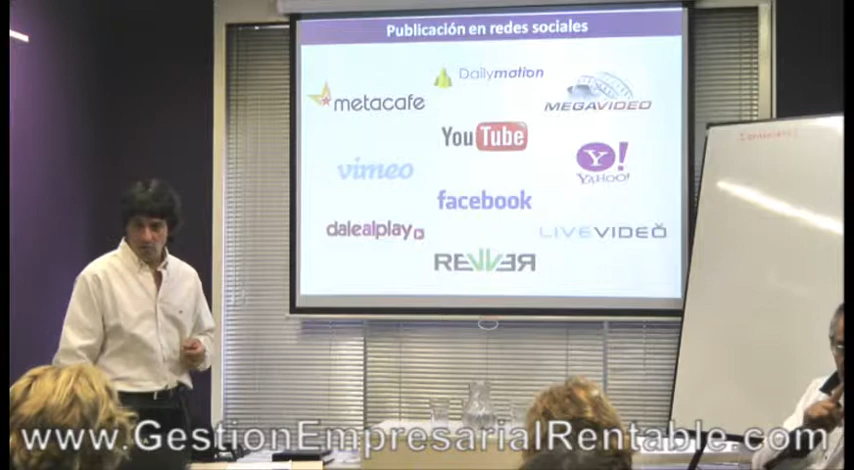 Publicación en redes sociales
metacafe
Dailymotion
MEGAVIDEO
YouTube
vimeo
YAHOO!
facebook
dalealplay
LIVEVIDEO
REVVER
www.GestionEmpresarialRentable.com